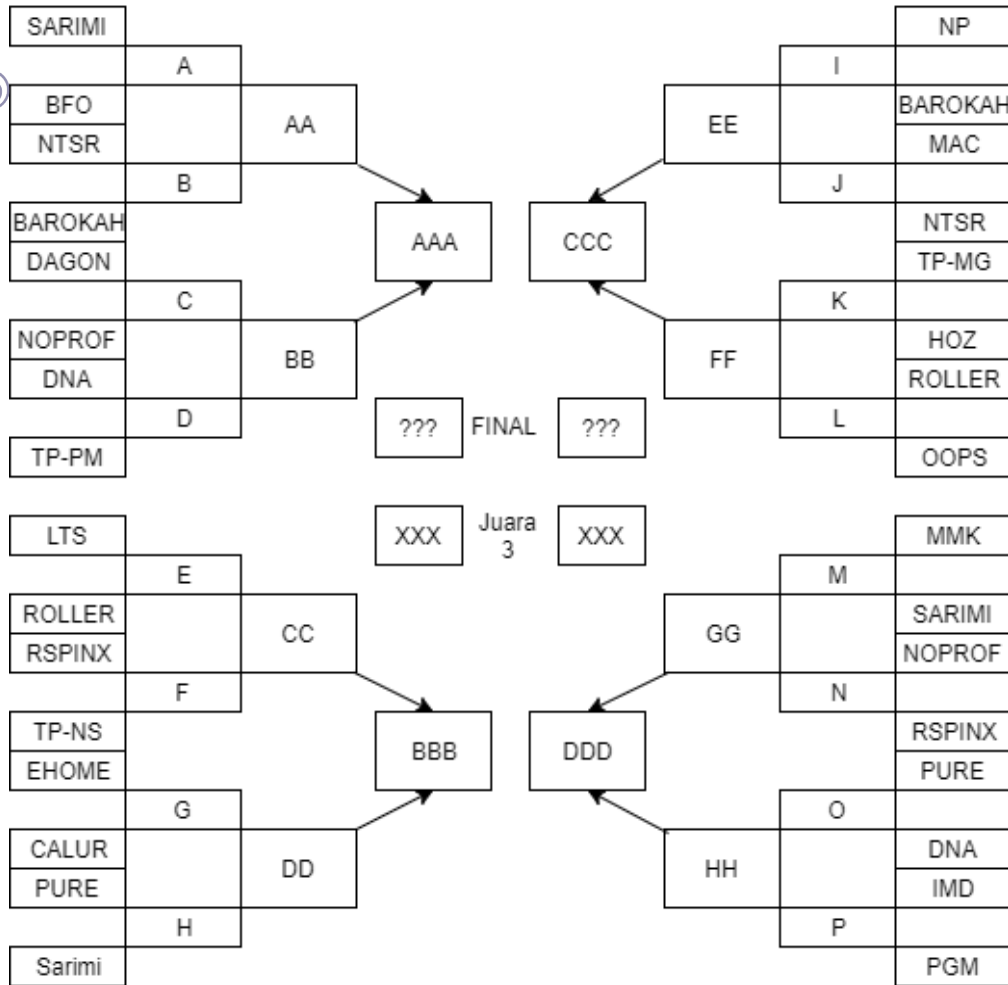 SARIMI
A
BFO
NTSR
AA
B
BAROKAH
DAGON
AAA
C
NOPROF
DNA
BB
D
TP-PM
NP
I
BAROKAH
MAC
EE
J
NTSR
TP-MG
CCC
K
HOZ
ROLLER
FF
L
OOPS
??? FINAL ???
XXX Juara XXX
3
LTS
E
ROLLER
RSPINX
CC
F
TP-NS
EHOME
BBB
G
CALUR
PURE
DD
H
Sarimi
MMK
M
SARIMI
NOPROF
GG
N
RSPINX
PURE
DDD
O
DNA
IMD
HH
P
PGM